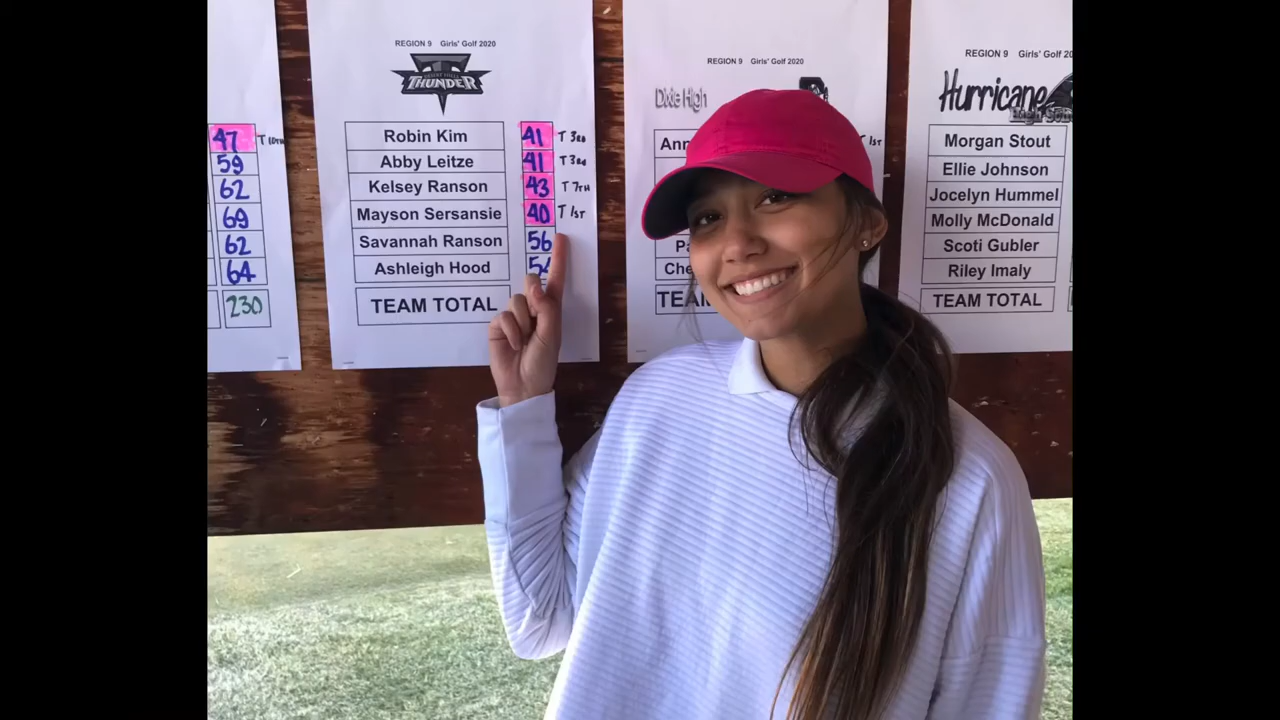 47 T 10TH
59
62
69
62
64
230
REGION 9 Girls' Golf 2020
DESERT HILLS
THUNDER
Robin Kim 41 T 3RD
Abby Leitze 41 T 3RD
Kelsey Ranson 43 T 7TH
Mayson Sersansie 40 T 1ST
Savannah Ranson 56
Ashleigh Hood
TEAM TOTAL
REGION 9 Girls' Golf 2020
Dixie High
T 1ST
REGION 9 Girls' Golf
Hurricane
High
Morgan Stout
Ellie Johnson
Jocelyn Hummel
Molly McDonald
Scoti Gubler
Riley Imaly
TEAM TOTAL